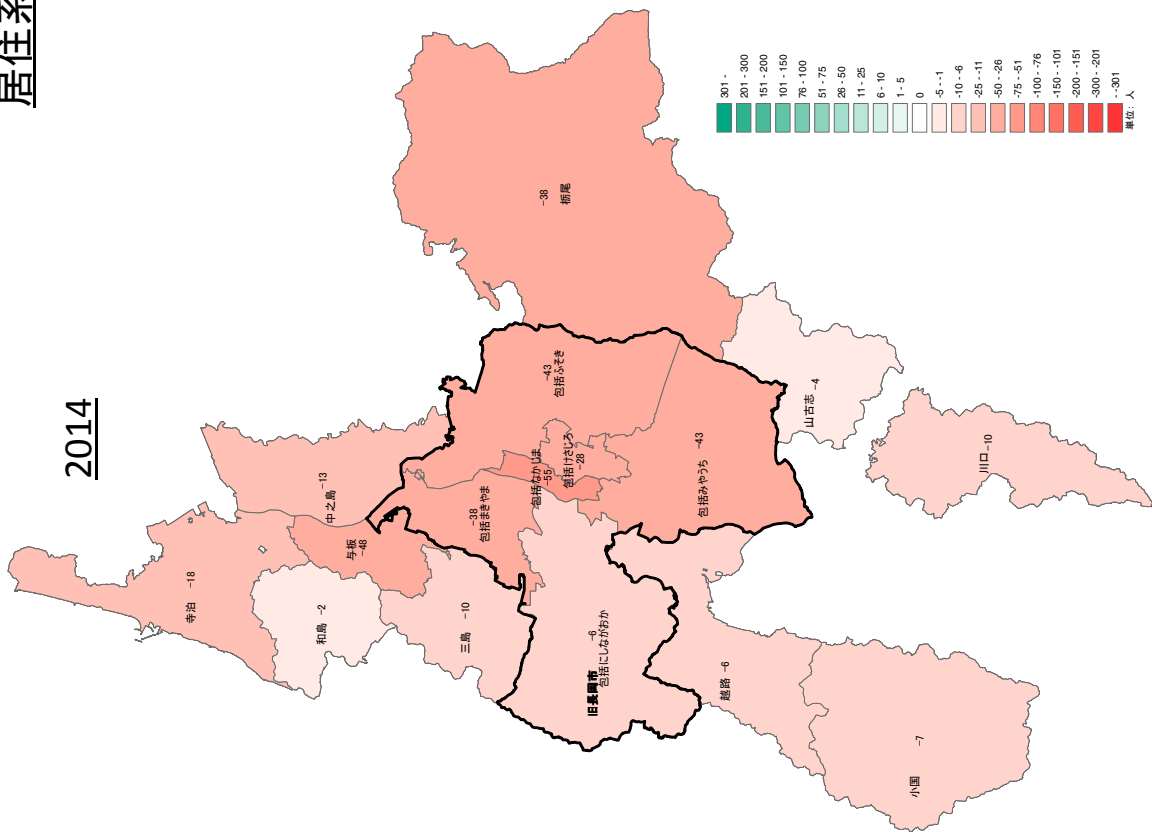 居住系
2014
寺泊 -18
中之島 -13
与板
-48
和島 -2
三島 -10
-38
包括まきやま
-43
包括ふそき
包括なかじま
-55
包括けさじろ
-28
包括みやうち -43
-6
旧長岡市
包括にしながおか
越路 -6
小国 -7
-38
栃尾
山古志 -4
川口 -10
301 -
201 - 300
151 - 200
101 - 150
76 - 100
51 - 75
26 - 50
11 - 25
6 - 10
1 - 5
0
-5 - -1
-10 - -6
-25 - -11
-50 - -26
-75 - -51
-100 - -76
-150 - -101
-200 - -151
-300 - -201
- -301
単位：人